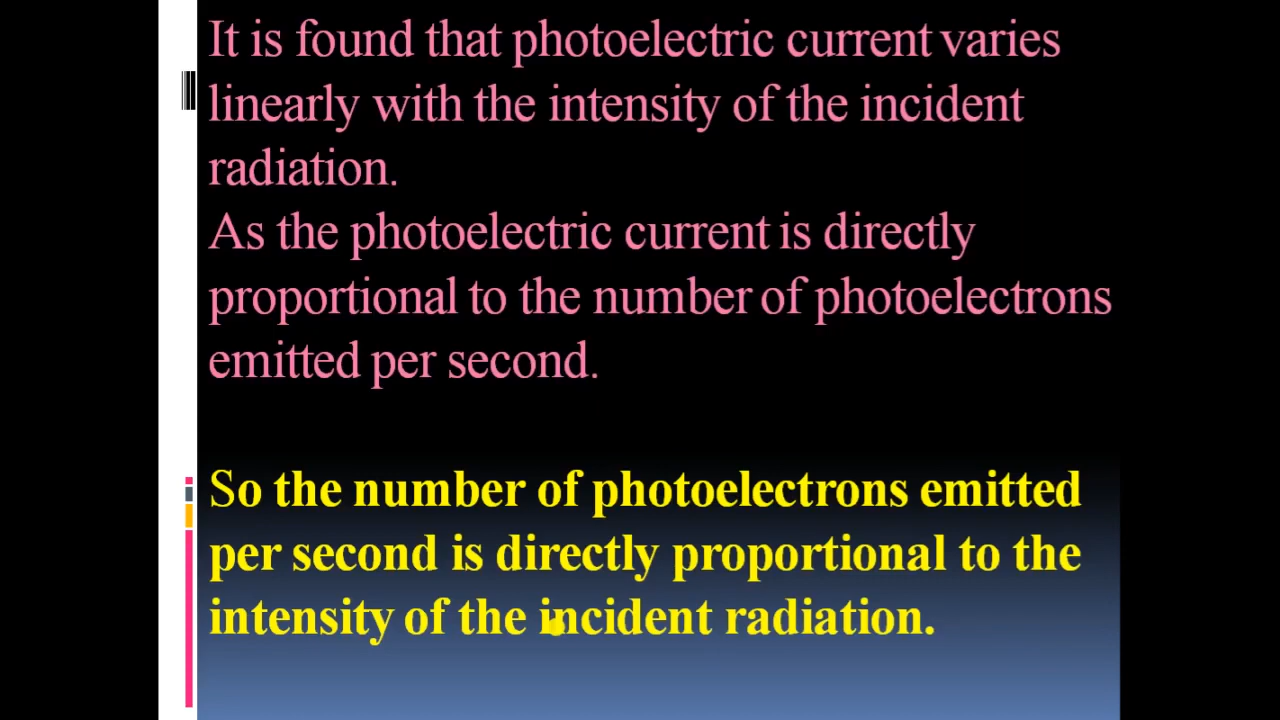 It is found that photoelectric current varies
linearly with the intensity of the incident
radiation.
As the photoelectric current is directly
proportional to the number of photoelectrons
emitted per second.
So the number of photoelectrons emitted
per second is directly proportional to the
intensity of the incident radiation.